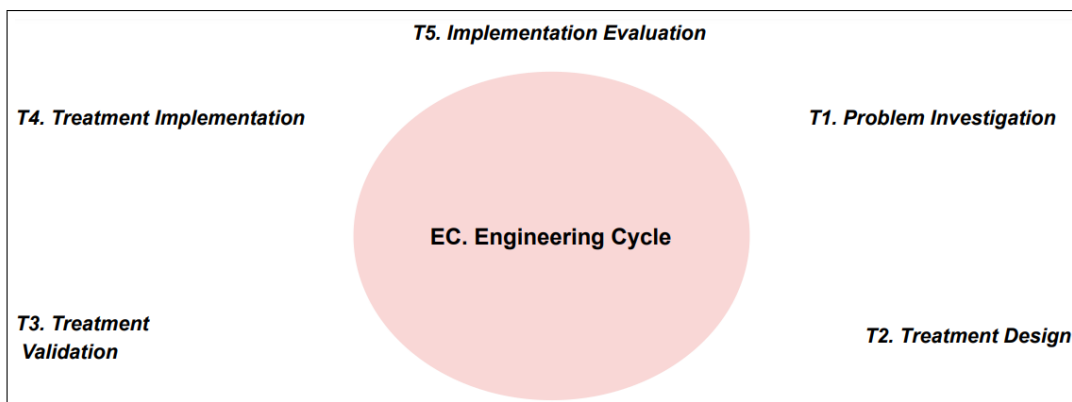 T5. Implementation Evaluation
T4. Treatment Implementation
T1. Problem Investigation
EC. Engineering Cycle
T3. Treatment
Validation
T2. Treatment Design